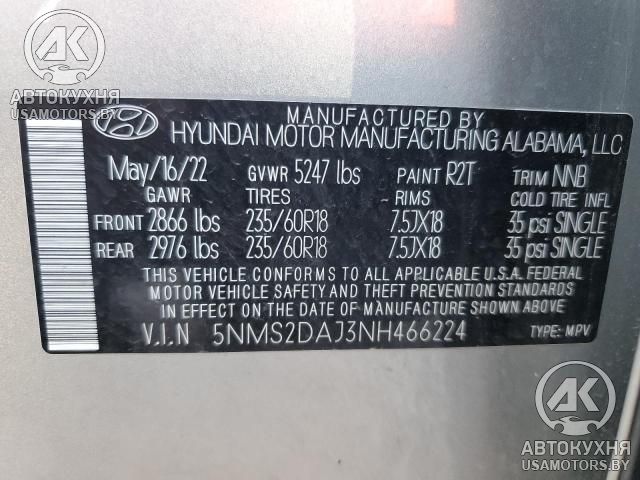 AK
АВТОКУХНЯ
USAMOTORS.BY
MANUFACTURED BY
HYUNDAI MOTOR MANUFACTURING ALABAMA, LLC
May/16/22 GVWR 5247 lbs PAINT R2T TRIM NNB
GAWR TIRES RIMS COLD TIRE INFL
FRONT 2866 lbs 235/60R18 7.5JX18 35 psi SINGLE
REAR 2976 lbs 235/60R18 7.5JX18 35 psi SINGLE
THIS VEHICLE CONFORMS TO ALL APPLICABLE U.S.A. FEDERAL
MOTOR VEHICLE SAFETY AND THEFT PREVENTION STANDARDS
IN EFFECT ON THE DATE OF MANUFACTURE SHOWN ABOVE.
V.I.N 5NMS2DAJ3NH466224 TYPE: MPV
AK
АВТОКУХНЯ
USAMOTORS.BY